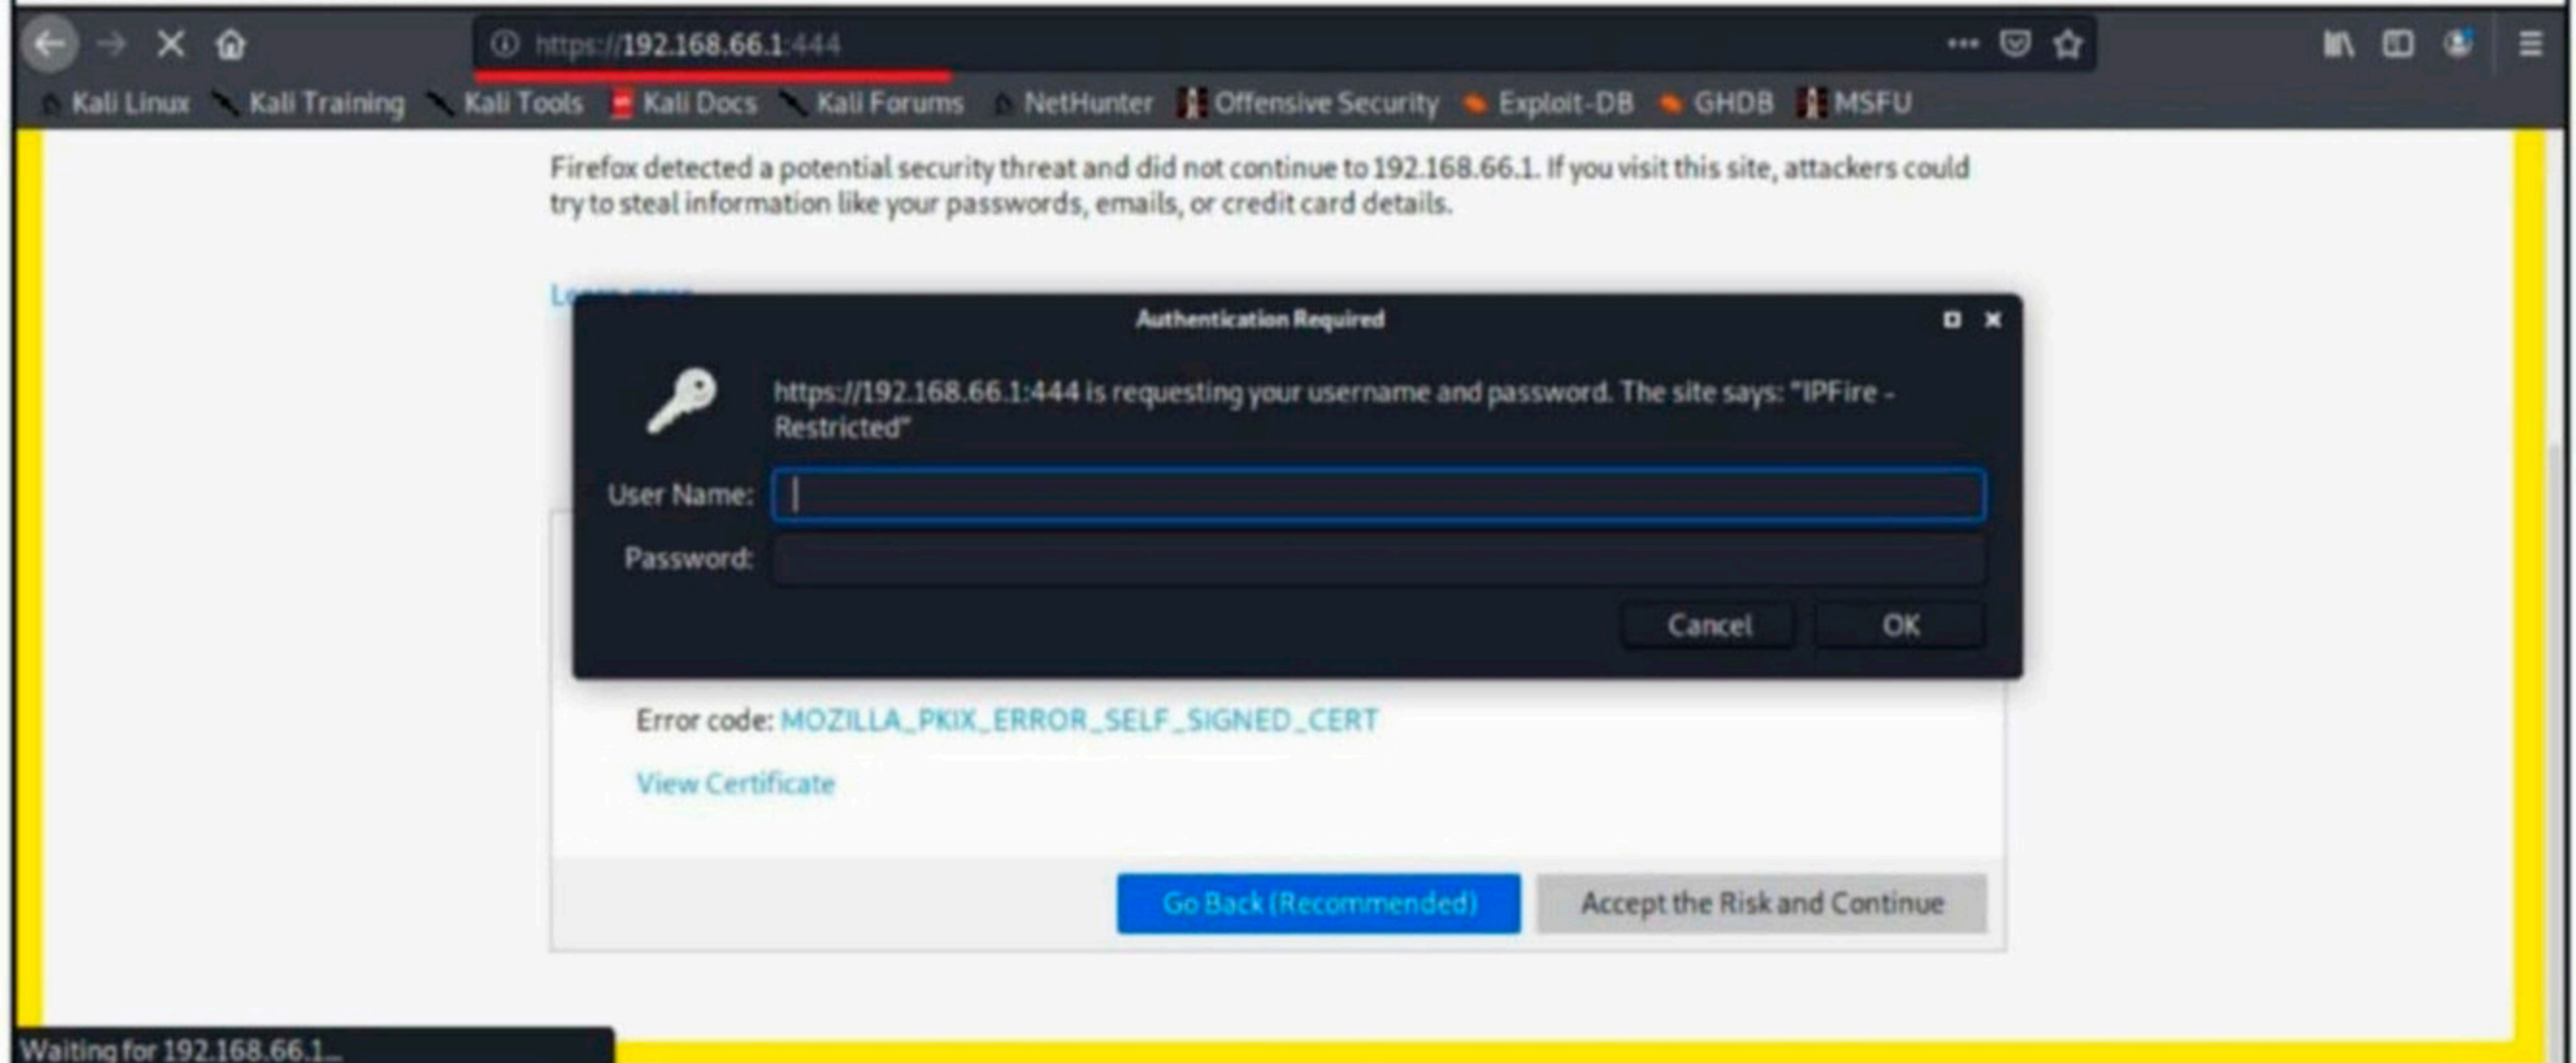 https://192.168.66.1:444
Kali Linux Kali Training Kali Tools Kali Docs Kali Forums NetHunter Offensive Security Exploit-DB GHDB MSFU
Firefox detected a potential security threat and did not continue to 192.168.66.1. If you visit this site, attackers could
try to steal information like your passwords, emails, or credit card details.
Learn more
Authentication Required
https://192.168.66.1:444 is requesting your username and password. The site says: "IPFire -
Restricted"
User Name:
Password:
Cancel OK
Error code: MOZILLA_PKIX_ERROR_SELF_SIGNED_CERT
View Certificate
Go Back (Recommended) Accept the Risk and Continue
Waiting for 192.168.66.1...